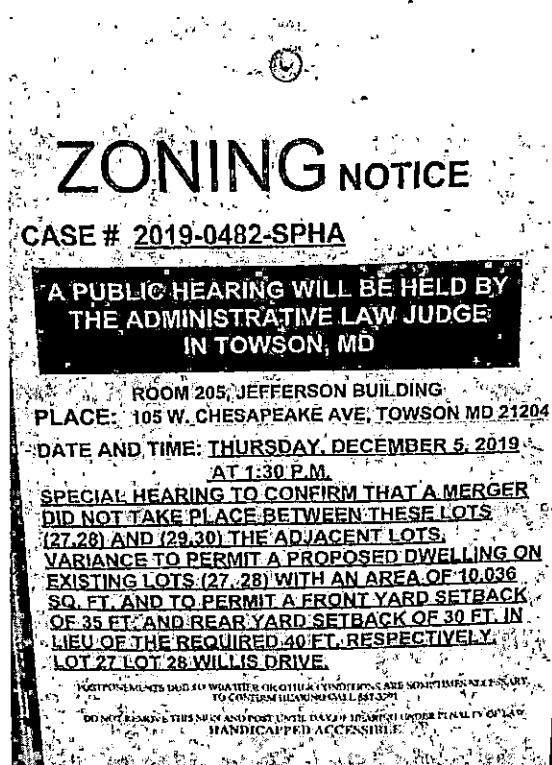 ZONING NOTICE
CASE # 2019-0482-SPHA
A PUBLIC HEARING WILL BE HELD BY
THE ADMINISTRATIVE LAW JUDGE
IN TOWSON, MD
ROOM 205, JEFFERSON BUILDING
PLACE: 105 W. CHESAPEAKE AVE, TOWSON MD 21204
DATE AND TIME: THURSDAY, DECEMBER 5, 2019
AT 1:30 P.M.
SPECIAL HEARING TO CONFIRM THAT A MERGER
DID NOT TAKE PLACE BETWEEN THESE LOTS
(27,28) AND (29,30) THE ADJACENT LOTS.
VARIANCE TO PERMIT A PROPOSED DWELLING ON
EXISTING LOTS (27,28) WITH AN AREA OF 10,036
SQ. FT. AND TO PERMIT A FRONT YARD SETBACK
OF 35 FT. AND REAR YARD SETBACK OF 30 FT. IN
LIEU OF THE REQUIRED 40 FT. RESPECTIVELY.
LOT 27 LOT 28 WILLIS DRIVE.
POSTPONEMENTS DUE TO WEATHER OR OTHER CONDITIONS ARE SOMETIMES NECESSARY
TO CONFIRM HEARING CALL
DO NOT REMOVE THIS SIGN AND POST UNTIL DAY OF HEARING UNDER PENALTY OF LAW
HANDICAPPED ACCESSIBLE